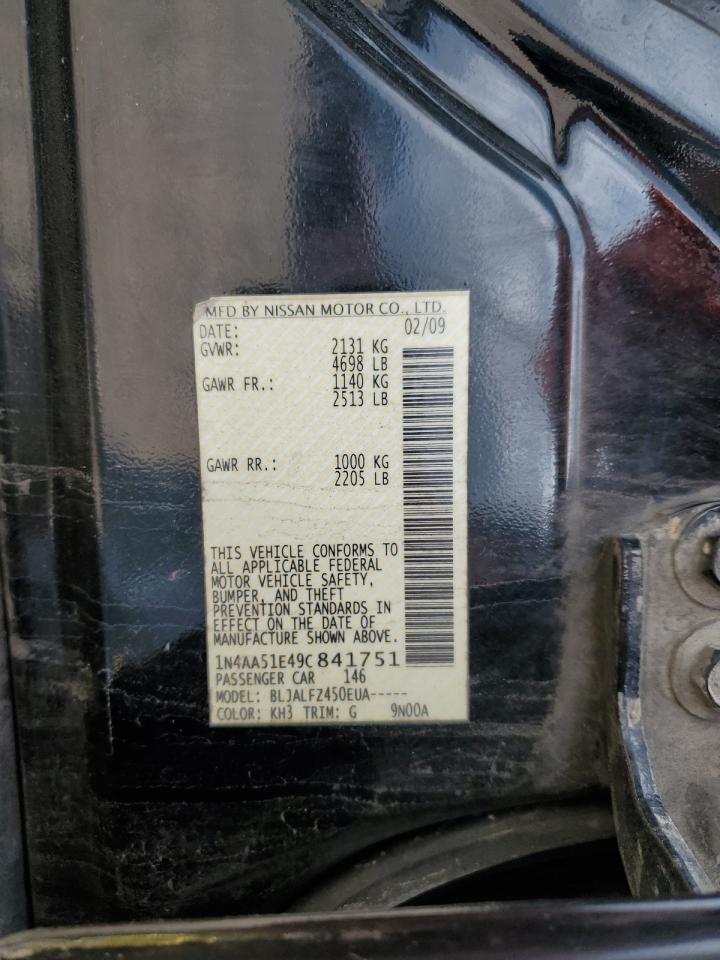 MFD BY NISSAN MOTOR CO., LTD.
DATE: 02/09
GVWR: 2131 KG
4698 LB
GAWR FR.: 1140 KG
2513 LB
GAWR RR.: 1000 KG
2205 LB
THIS VEHICLE CONFORMS TO
ALL APPLICABLE FEDERAL
MOTOR VEHICLE SAFETY,
BUMPER, AND THEFT
PREVENTION STANDARDS IN
EFFECT ON THE DATE OF
MANUFACTURE SHOWN ABOVE.
1N4AA51E49C841751
PASSENGER CAR 146
MODEL: BLJALFZ450EUA-----
COLOR: KH3 TRIM: G 9N00A